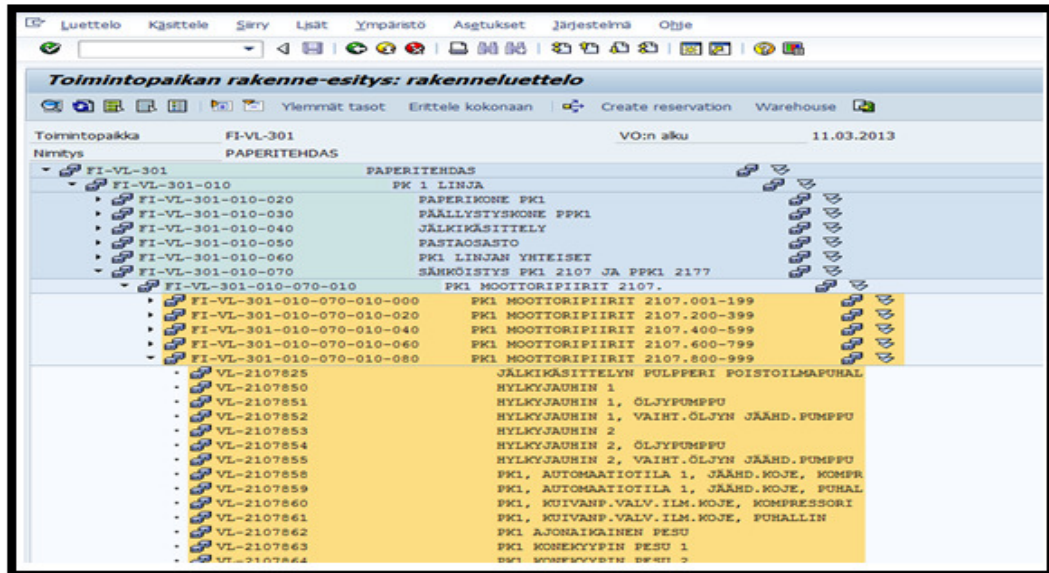 Luettelo Käsittele Siirry Lisät Ympäristö Asetukset Järjestelmä Ohje
Toimintopaikan rakenne-esitys: rakenneluettelo
Ylemmät tasot Erittele kokonaan Create reservation Warehouse
Toimintopaikka FI-VL-301 VO:n alku 11.03.2013
Nimitys PAPERITEHDAS
FI-VL-301 PAPERITEHDAS
FI-VL-301-010 PK 1 LINJA
FI-VL-301-010-020 PAPERIKONE PK1
FI-VL-301-010-030 PÄÄLLYSTYSKONE PPK1
FI-VL-301-010-040 JÄLKIKÄSITTELY
FI-VL-301-010-050 PASTAOSASTO
FI-VL-301-010-060 PK1 LINJAN YHTEISET
FI-VL-301-010-070 SÄHKÖISTYS PK1 2107 JA PPK1 2177
FI-VL-301-010-070-010 PK1 MOOTTORIPIIRIT 2107.
FI-VL-301-010-070-010-000 PK1 MOOTTORIPIIRIT 2107.001-199
FI-VL-301-010-070-010-020 PK1 MOOTTORIPIIRIT 2107.200-399
FI-VL-301-010-070-010-040 PK1 MOOTTORIPIIRIT 2107.400-599
FI-VL-301-010-070-010-060 PK1 MOOTTORIPIIRIT 2107.600-799
FI-VL-301-010-070-010-080 PK1 MOOTTORIPIIRIT 2107.800-999
VL-2107825 JÄLKIKÄSITTELYN PULPPERI POISTOILMAPUHAL
VL-2107850 HYLKYJAUHIN 1
VL-2107851 HYLKYJAUHIN 1, ÖLJYPUMPPU
VL-2107852 HYLKYJAUHIN 1, VAIHT.ÖLJYN JÄÄHD.PUMPPU
VL-2107853 HYLKYJAUHIN 2
VL-2107854 HYLKYJAUHIN 2, ÖLJYPUMPPU
VL-2107855 HYLKYJAUHIN 2, VAIHT.ÖLJYN JÄÄHD.PUMPPU
VL-2107858 PK1, AUTOMAATIOTILA 1, JÄÄHD.KOJE, KOMPR
VL-2107859 PK1, AUTOMAATIOTILA 1, JÄÄHD.KOJE, PUHAL
VL-2107860 PK1, KUIVANP.VALV.ILM.KOJE, KOMPRESSORI
VL-2107861 PK1, KUIVANP.VALV.ILM.KOJE, PUHALLIN
VL-2107862 PK1 AJONAIKAINEN PESU
VL-2107863 PK1 KONEKYYPIN PESU 1
VL-2107864 PK1 KONEKYYPIN PESU 2